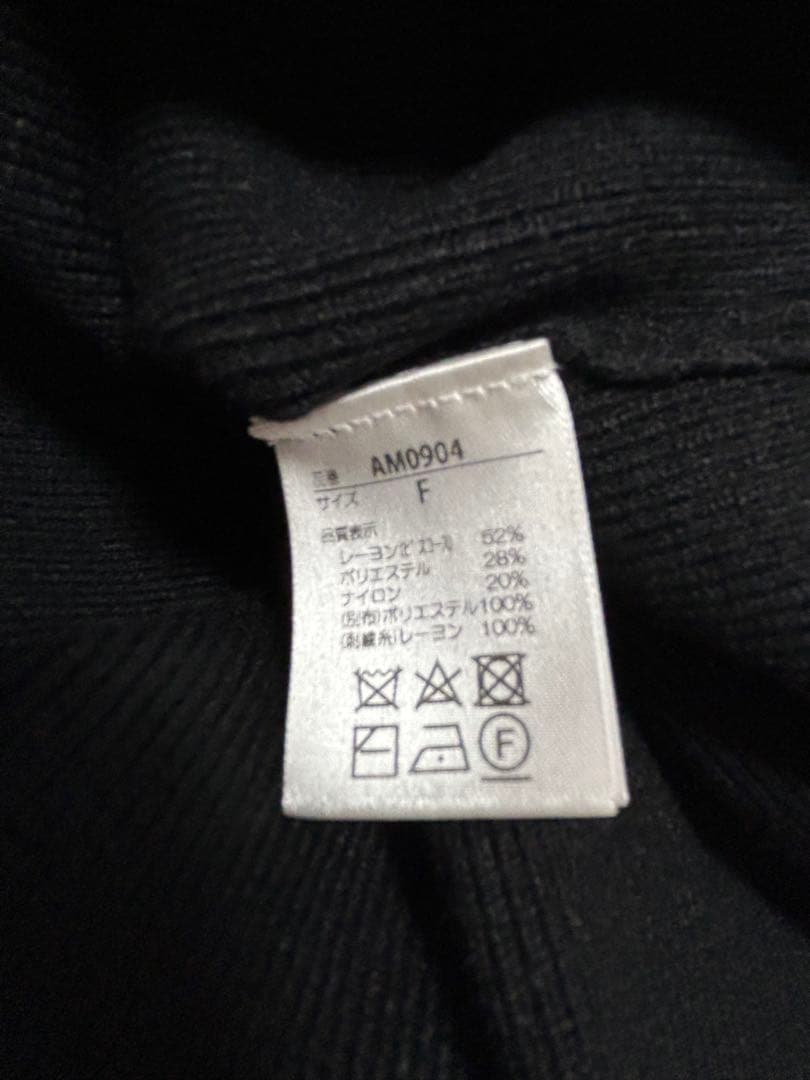 品番 AM0904
サイズ F
品質表示
レーヨン(ビスコース) 52%
ポリエステル 28%
ナイロン 20%
(別布)ポリエステル100%
(刺繍糸)レーヨン 100%
F